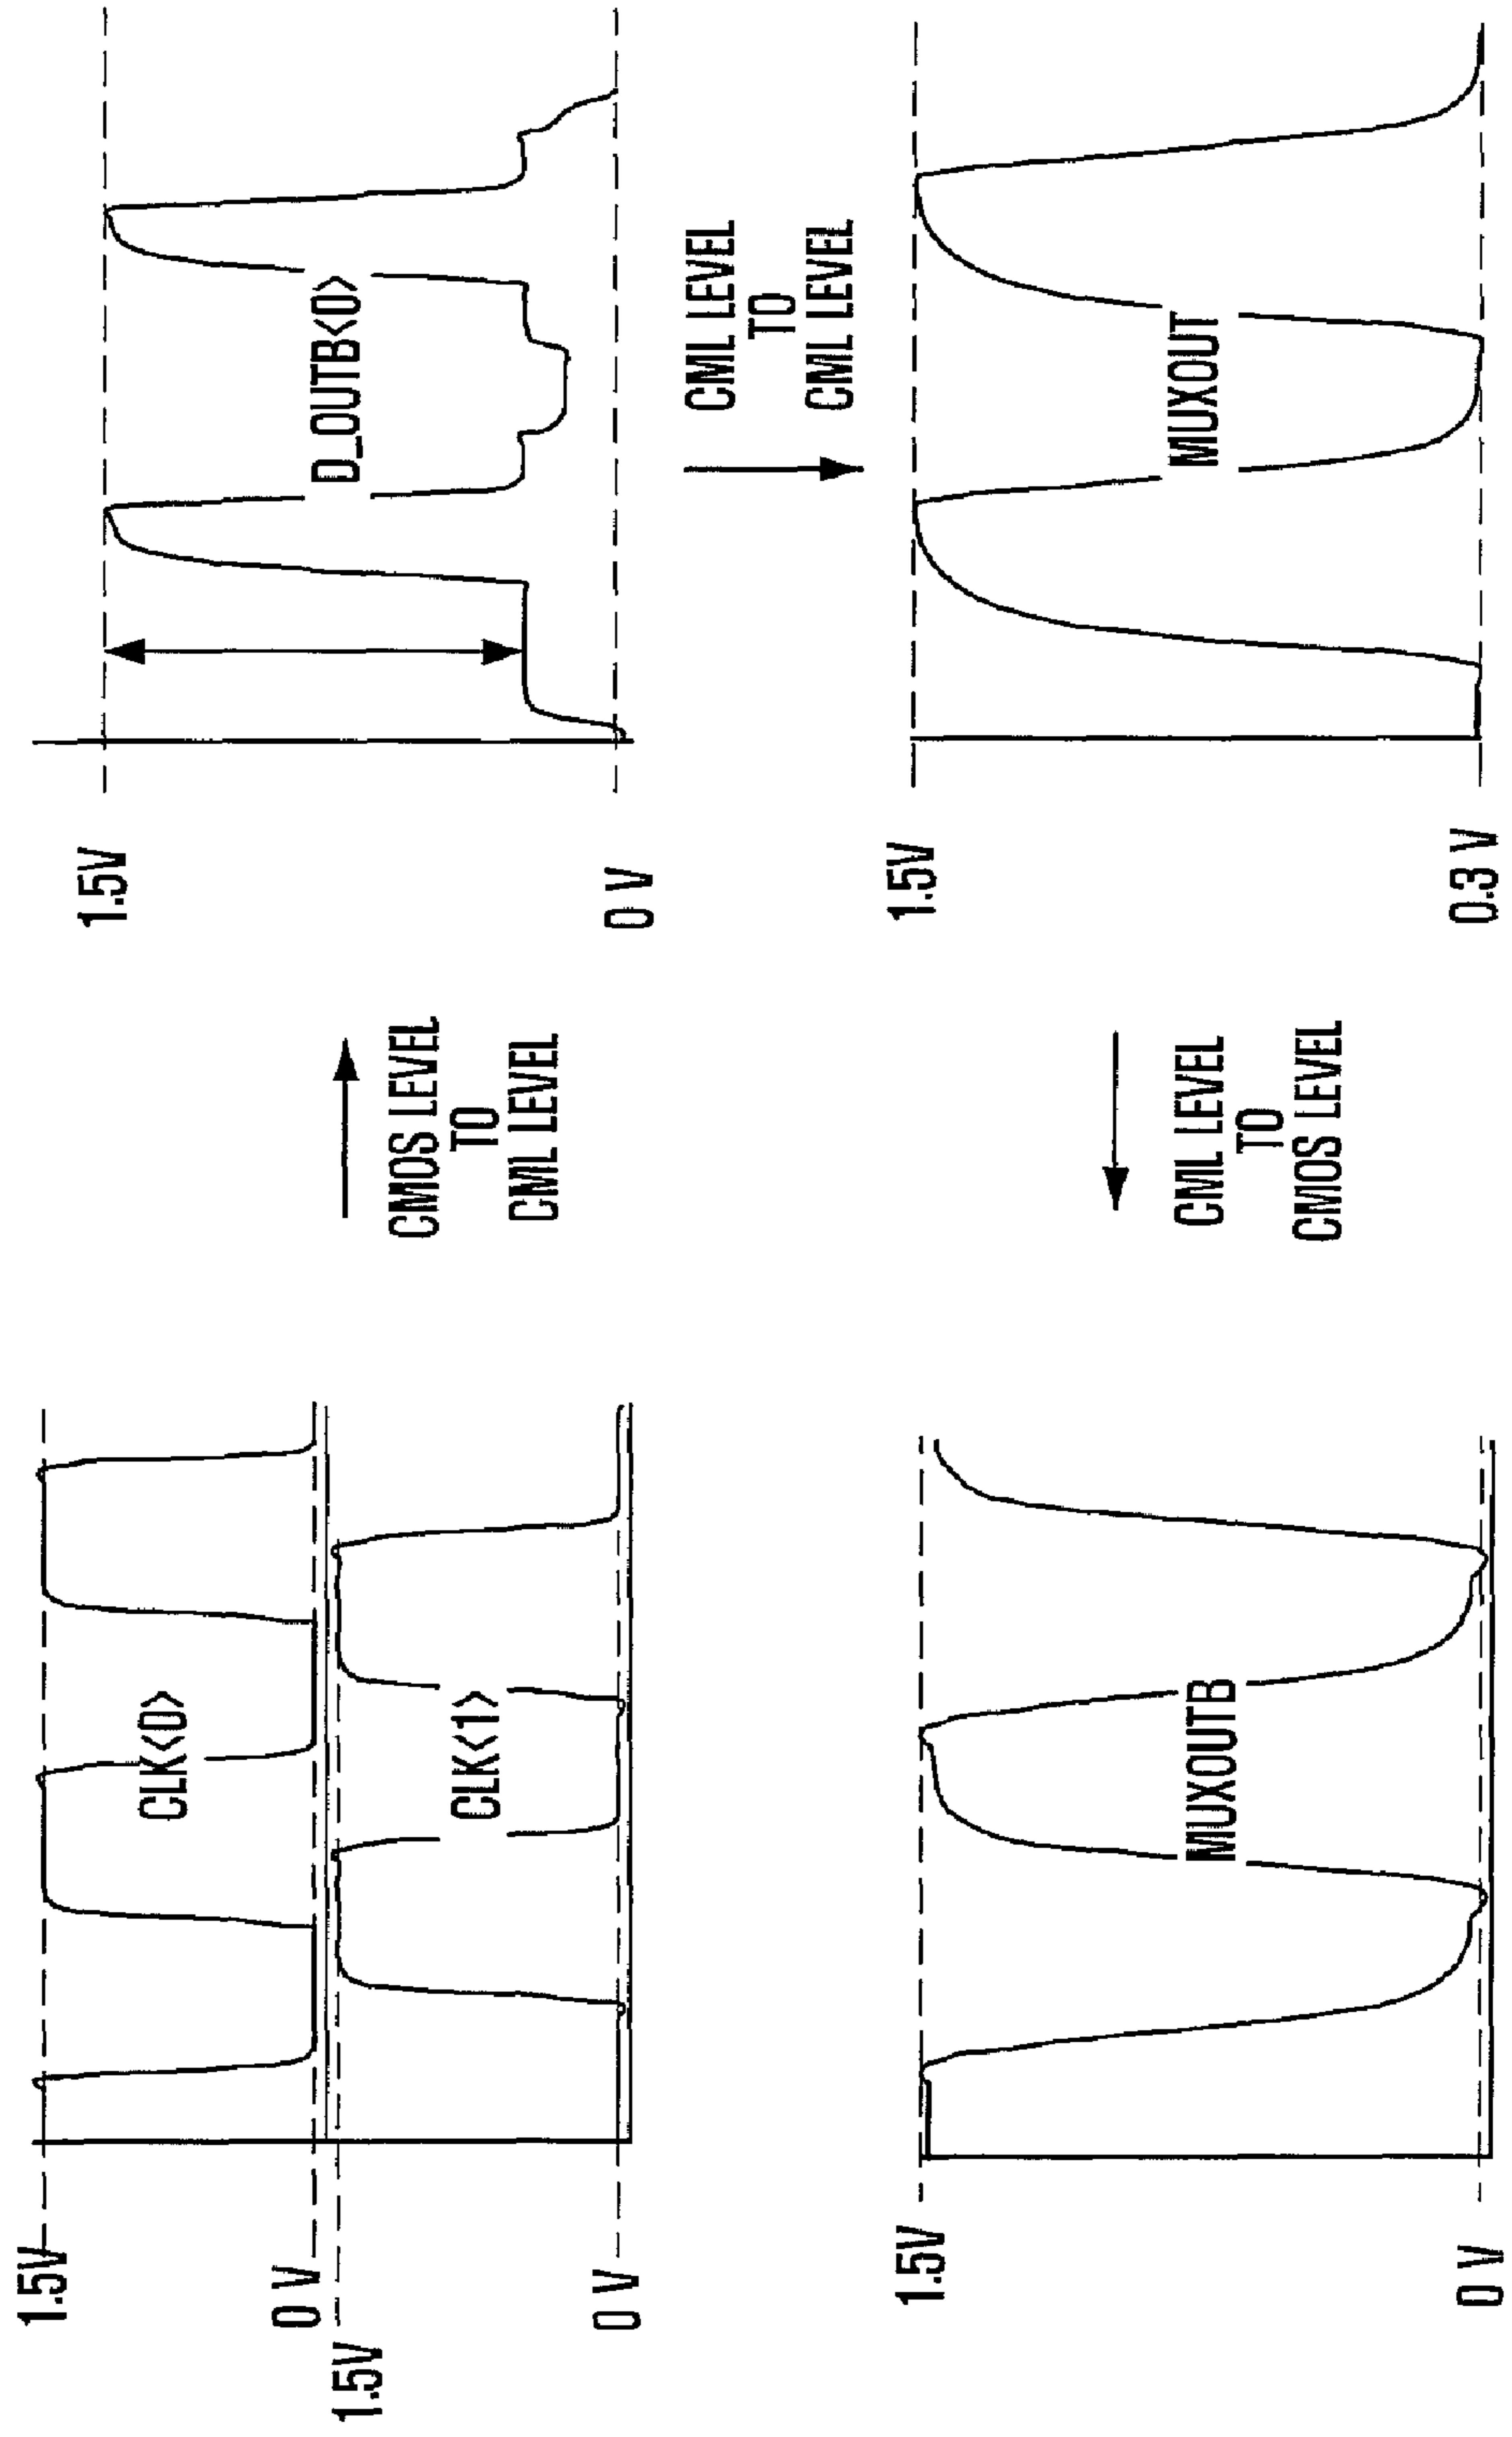 1.5V
CLK<0>
0 V
1.5V
CLK<1>
0 V
CMOS LEVEL
TO
CML LEVEL
1.5V
D_OUTB<0>
0 V
CML LEVEL
TO
CML LEVEL
1.5V
MUXOUT
0.3 V
CML LEVEL
TO
CMOS LEVEL
1.5V
MUXOUTB
0 V